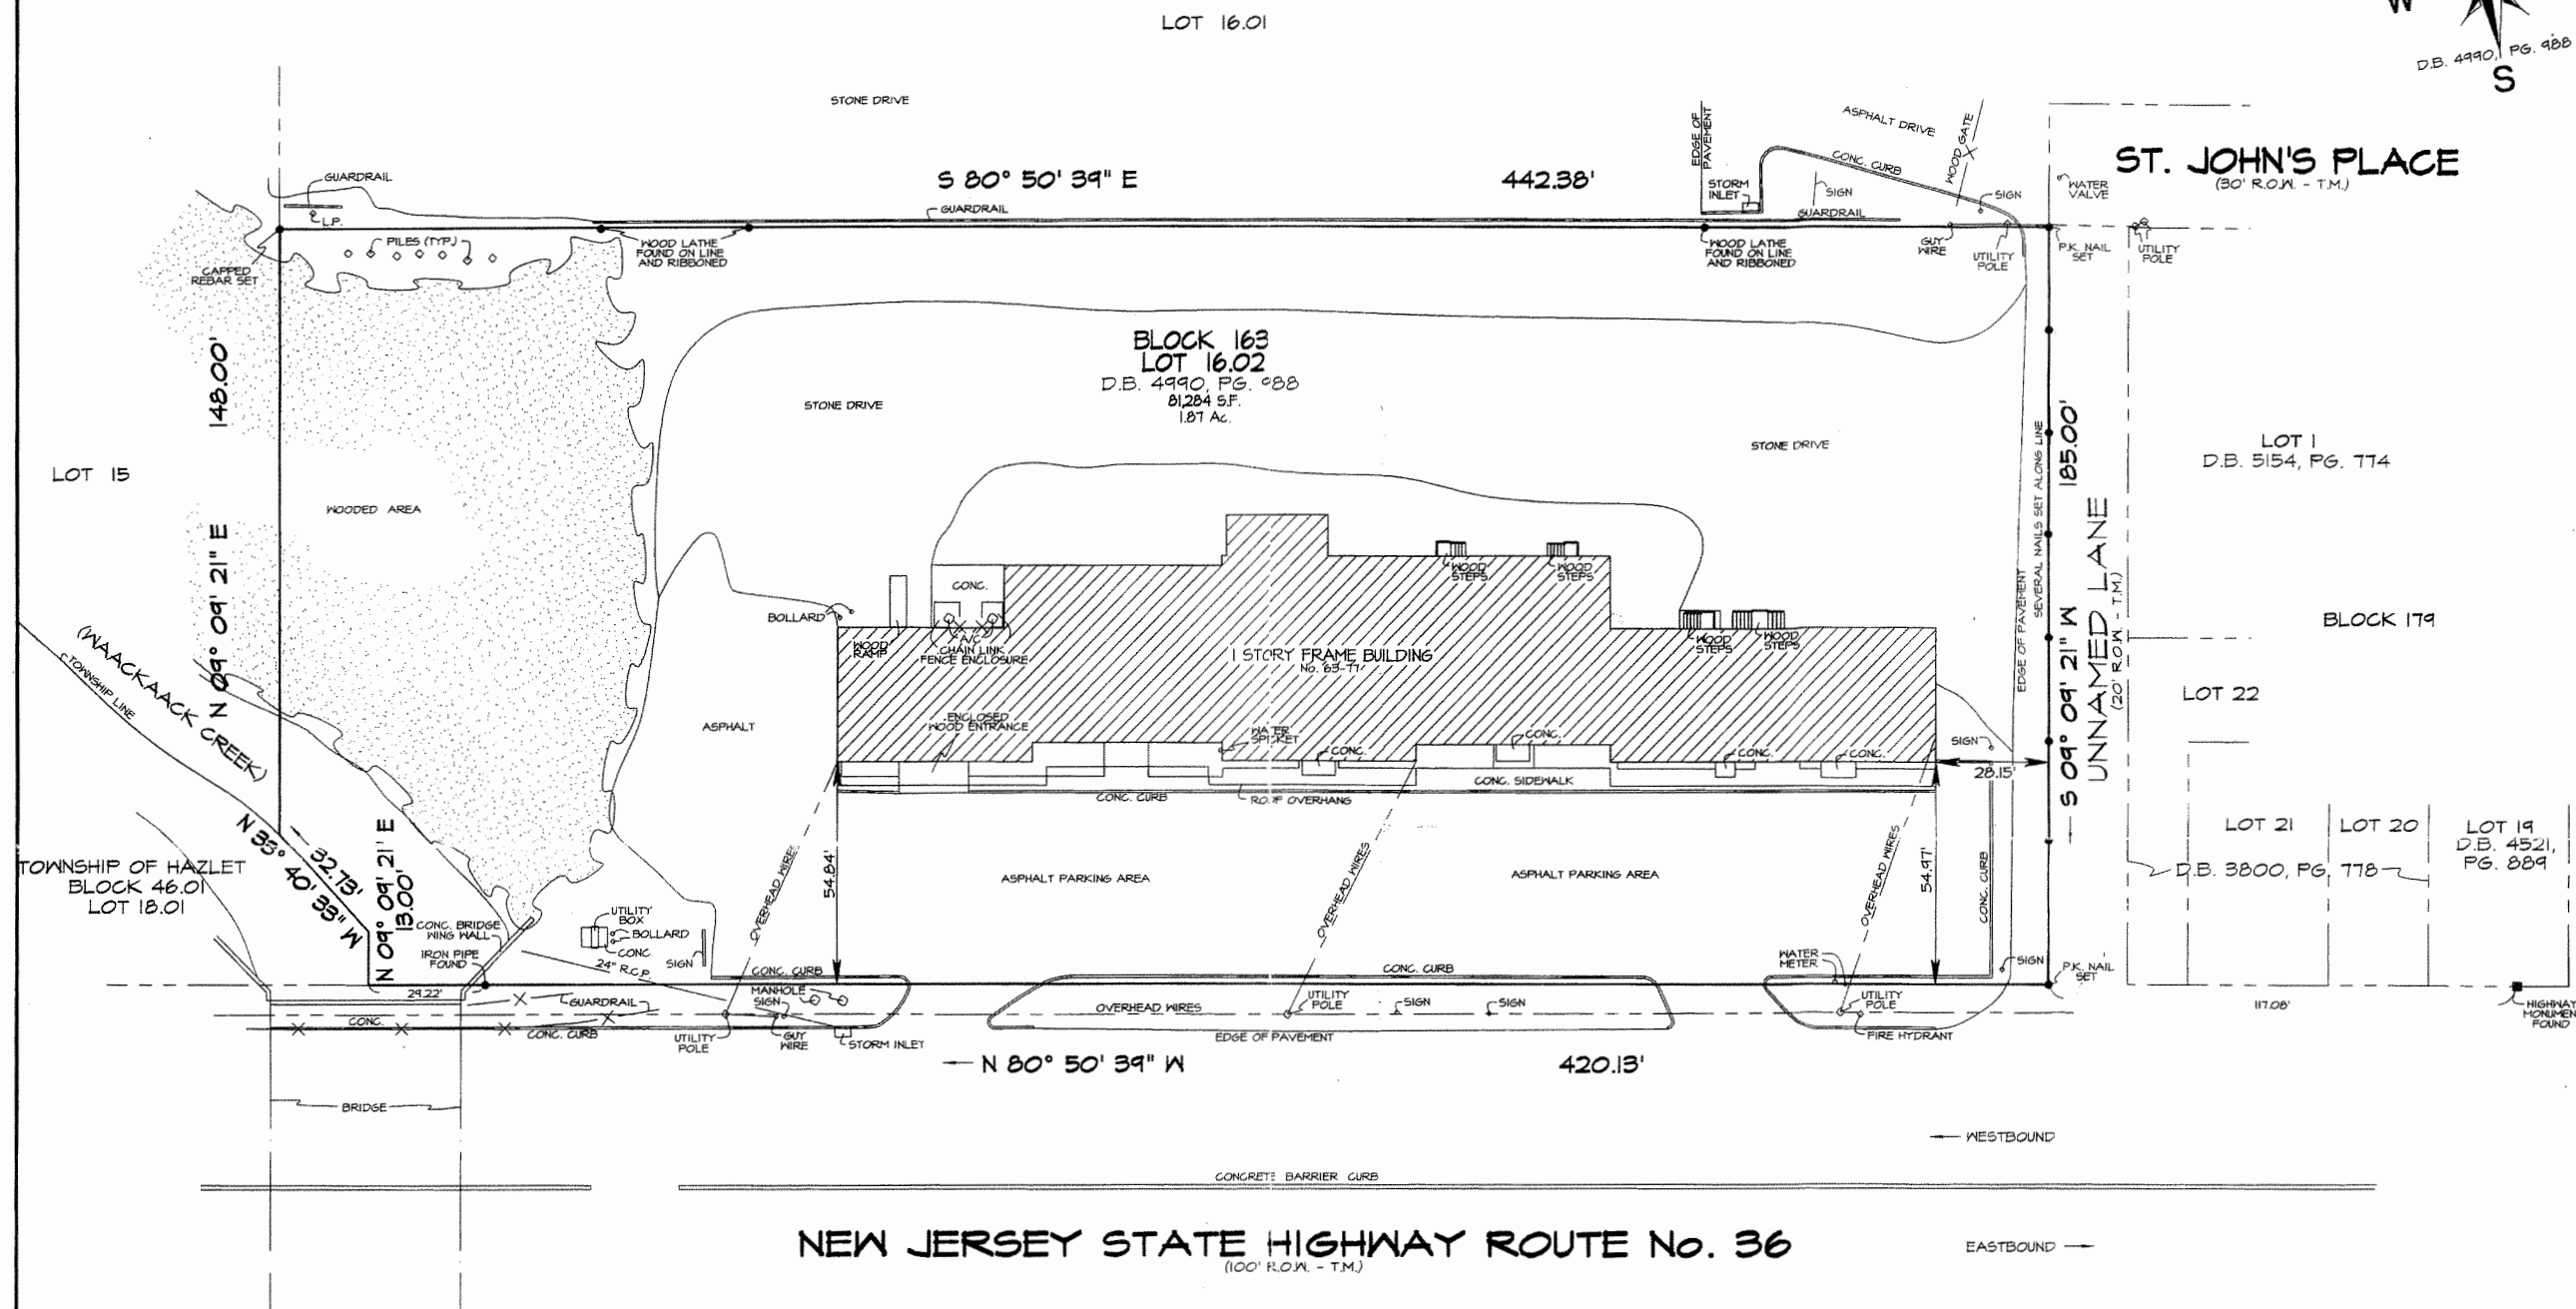 LOT 16.01
W
S
D.B. 4990, PG. 988
STONE DRIVE
EDGE OF
PAVEMENT
ASPHALT DRIVE
WOOD GATE
CONC. CURB
ST. JOHN'S PLACE
(30' R.O.W. - T.M.)
GUARDRAIL
L.P.
S 80° 50' 39" E
442.38'
STORM
INLET
SIGN
SIGN
WATER
VALVE
GUARDRAIL
GUARDRAIL
PILES (TYP.)
WOOD LATHE
FOUND ON LINE
AND RIBBONED
WOOD LATHE
FOUND ON LINE
AND RIBBONED
GUY
WIRE
UTILITY
POLE
P.K. NAIL
SET
UTILITY
POLE
CAPPED
REBAR SET
BLOCK 163
LOT 16.02
D.B. 4990, PG. 988
81,284 S.F.
1.87 Ac.
148.00'
STONE DRIVE
STONE DRIVE
185.00'
SEVERAL NAILS SET ALONG LINE
LOT 1
D.B. 5154, PG. 774
LOT 15
WOODED AREA
N 09° 09' 21" E
WOOD
STEPS
WOOD
STEPS
CONC.
BOLLARD
A/C
WOOD
RAMP
CHAIN LINK
FENCE ENCLOSURE
1 STORY FRAME BUILDING
No. 63-77
WOOD
STEPS
WOOD
STEPS
EDGE OF PAVEMENT
S 09° 09' 21" W
UNNAMED LANE
(20' R.O.W. - T.M.)
BLOCK 179
LOT 22
(WAACKAACK CREEK)
TOWNSHIP LINE
ASPHALT
ENCLOSED
WOOD ENTRANCE
WATER
SPICKET
CONC.
CONC.
CONC.
CONC.
SIGN
28.15'
CONC. SIDEWALK
CONC. CURB
ROOF OVERHANG
N 35° 40' 33" W
32.73'
N 09° 09' 21" E
13.00'
TOWNSHIP OF HAZLET
BLOCK 46.01
LOT 18.01
OVERHEAD WIRES
54.84'
ASPHALT PARKING AREA
OVERHEAD WIRES
ASPHALT PARKING AREA
OVERHEAD WIRES
54.97'
CONC. CURB
LOT 21
LOT 20
LOT 19
D.B. 4521,
PG. 889
D.B. 3800, PG. 778
CONC. BRIDGE
WING WALL
IRON PIPE
FOUND
UTILITY
BOX
BOLLARD
CONC.
24" R.C.P.
SIGN
CONC. CURB
CONC. CURB
WATER
METER
SIGN
P.K. NAIL
SET
29.22'
GUARDRAIL
MANHOLE
SIGN
OVERHEAD WIRES
UTILITY
POLE
SIGN
SIGN
UTILITY
POLE
117.08'
HIGHWAY
MONUMEN
FOUND
CONC.
CONC. CURB
UTILITY
POLE
GUY
WIRE
STORM INLET
EDGE OF PAVEMENT
FIRE HYDRANT
N 80° 50' 39" W
420.13'
BRIDGE
WESTBOUND
CONCRETE BARRIER CURB
NEW JERSEY STATE HIGHWAY ROUTE No. 36
(100' R.O.W. - T.M.)
EASTBOUND